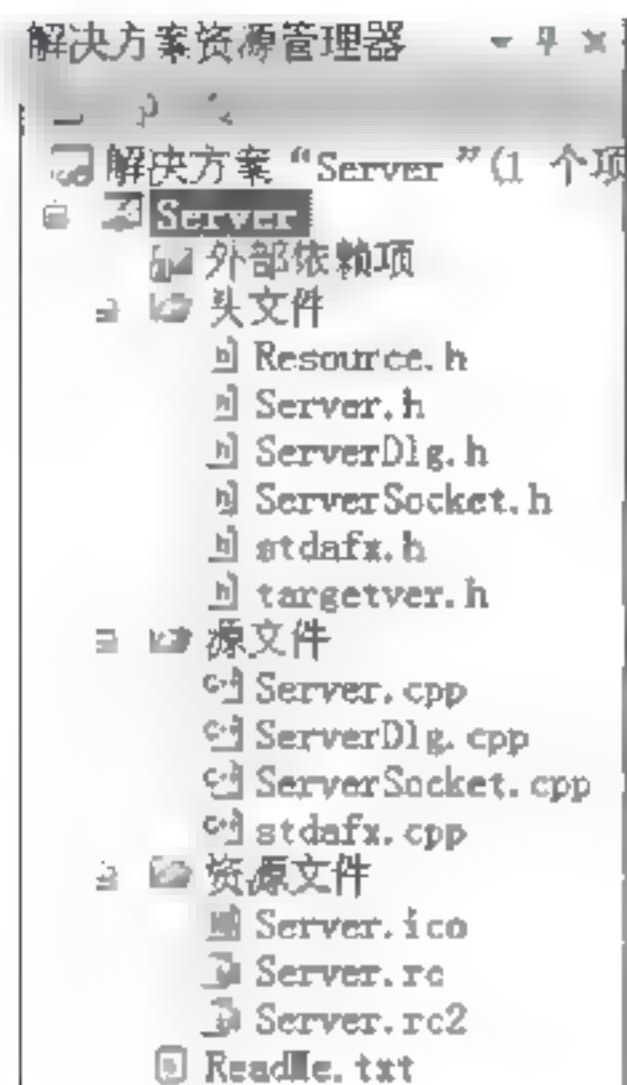 解决方案资源管理器
解决方案“Server”(1 个项
Server
外部依赖项
头文件
Resource.h
Server.h
ServerDlg.h
ServerSocket.h
stdafx.h
targetver.h
源文件
Server.cpp
ServerDlg.cpp
ServerSocket.cpp
stdafx.cpp
资源文件
Server.ico
Server.rc
Server.rc2
ReadMe.txt